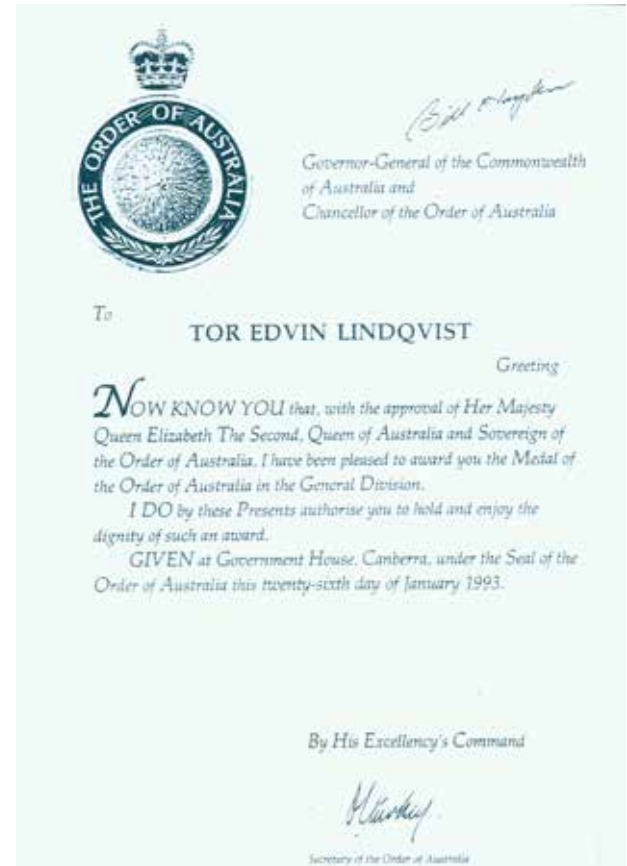 THE ORDER OF AUSTRALIA
Bill Hayden
Governor-General of the Commonwealth
of Australia and
Chancellor of the Order of Australia
To
TOR EDVIN LINDQVIST
Greeting
NOW KNOW YOU that, with the approval of Her Majesty
Queen Elizabeth The Second, Queen of Australia and Sovereign of
the Order of Australia, I have been pleased to award you the Medal of
the Order of Australia in the General Division.
I DO by these Presents authorise you to hold and enjoy the
dignity of such an award.
GIVEN at Government House, Canberra, under the Seal of the
Order of Australia this twenty-sixth day of January 1993.
By His Excellency's Command
Secretary of the Order of Australia